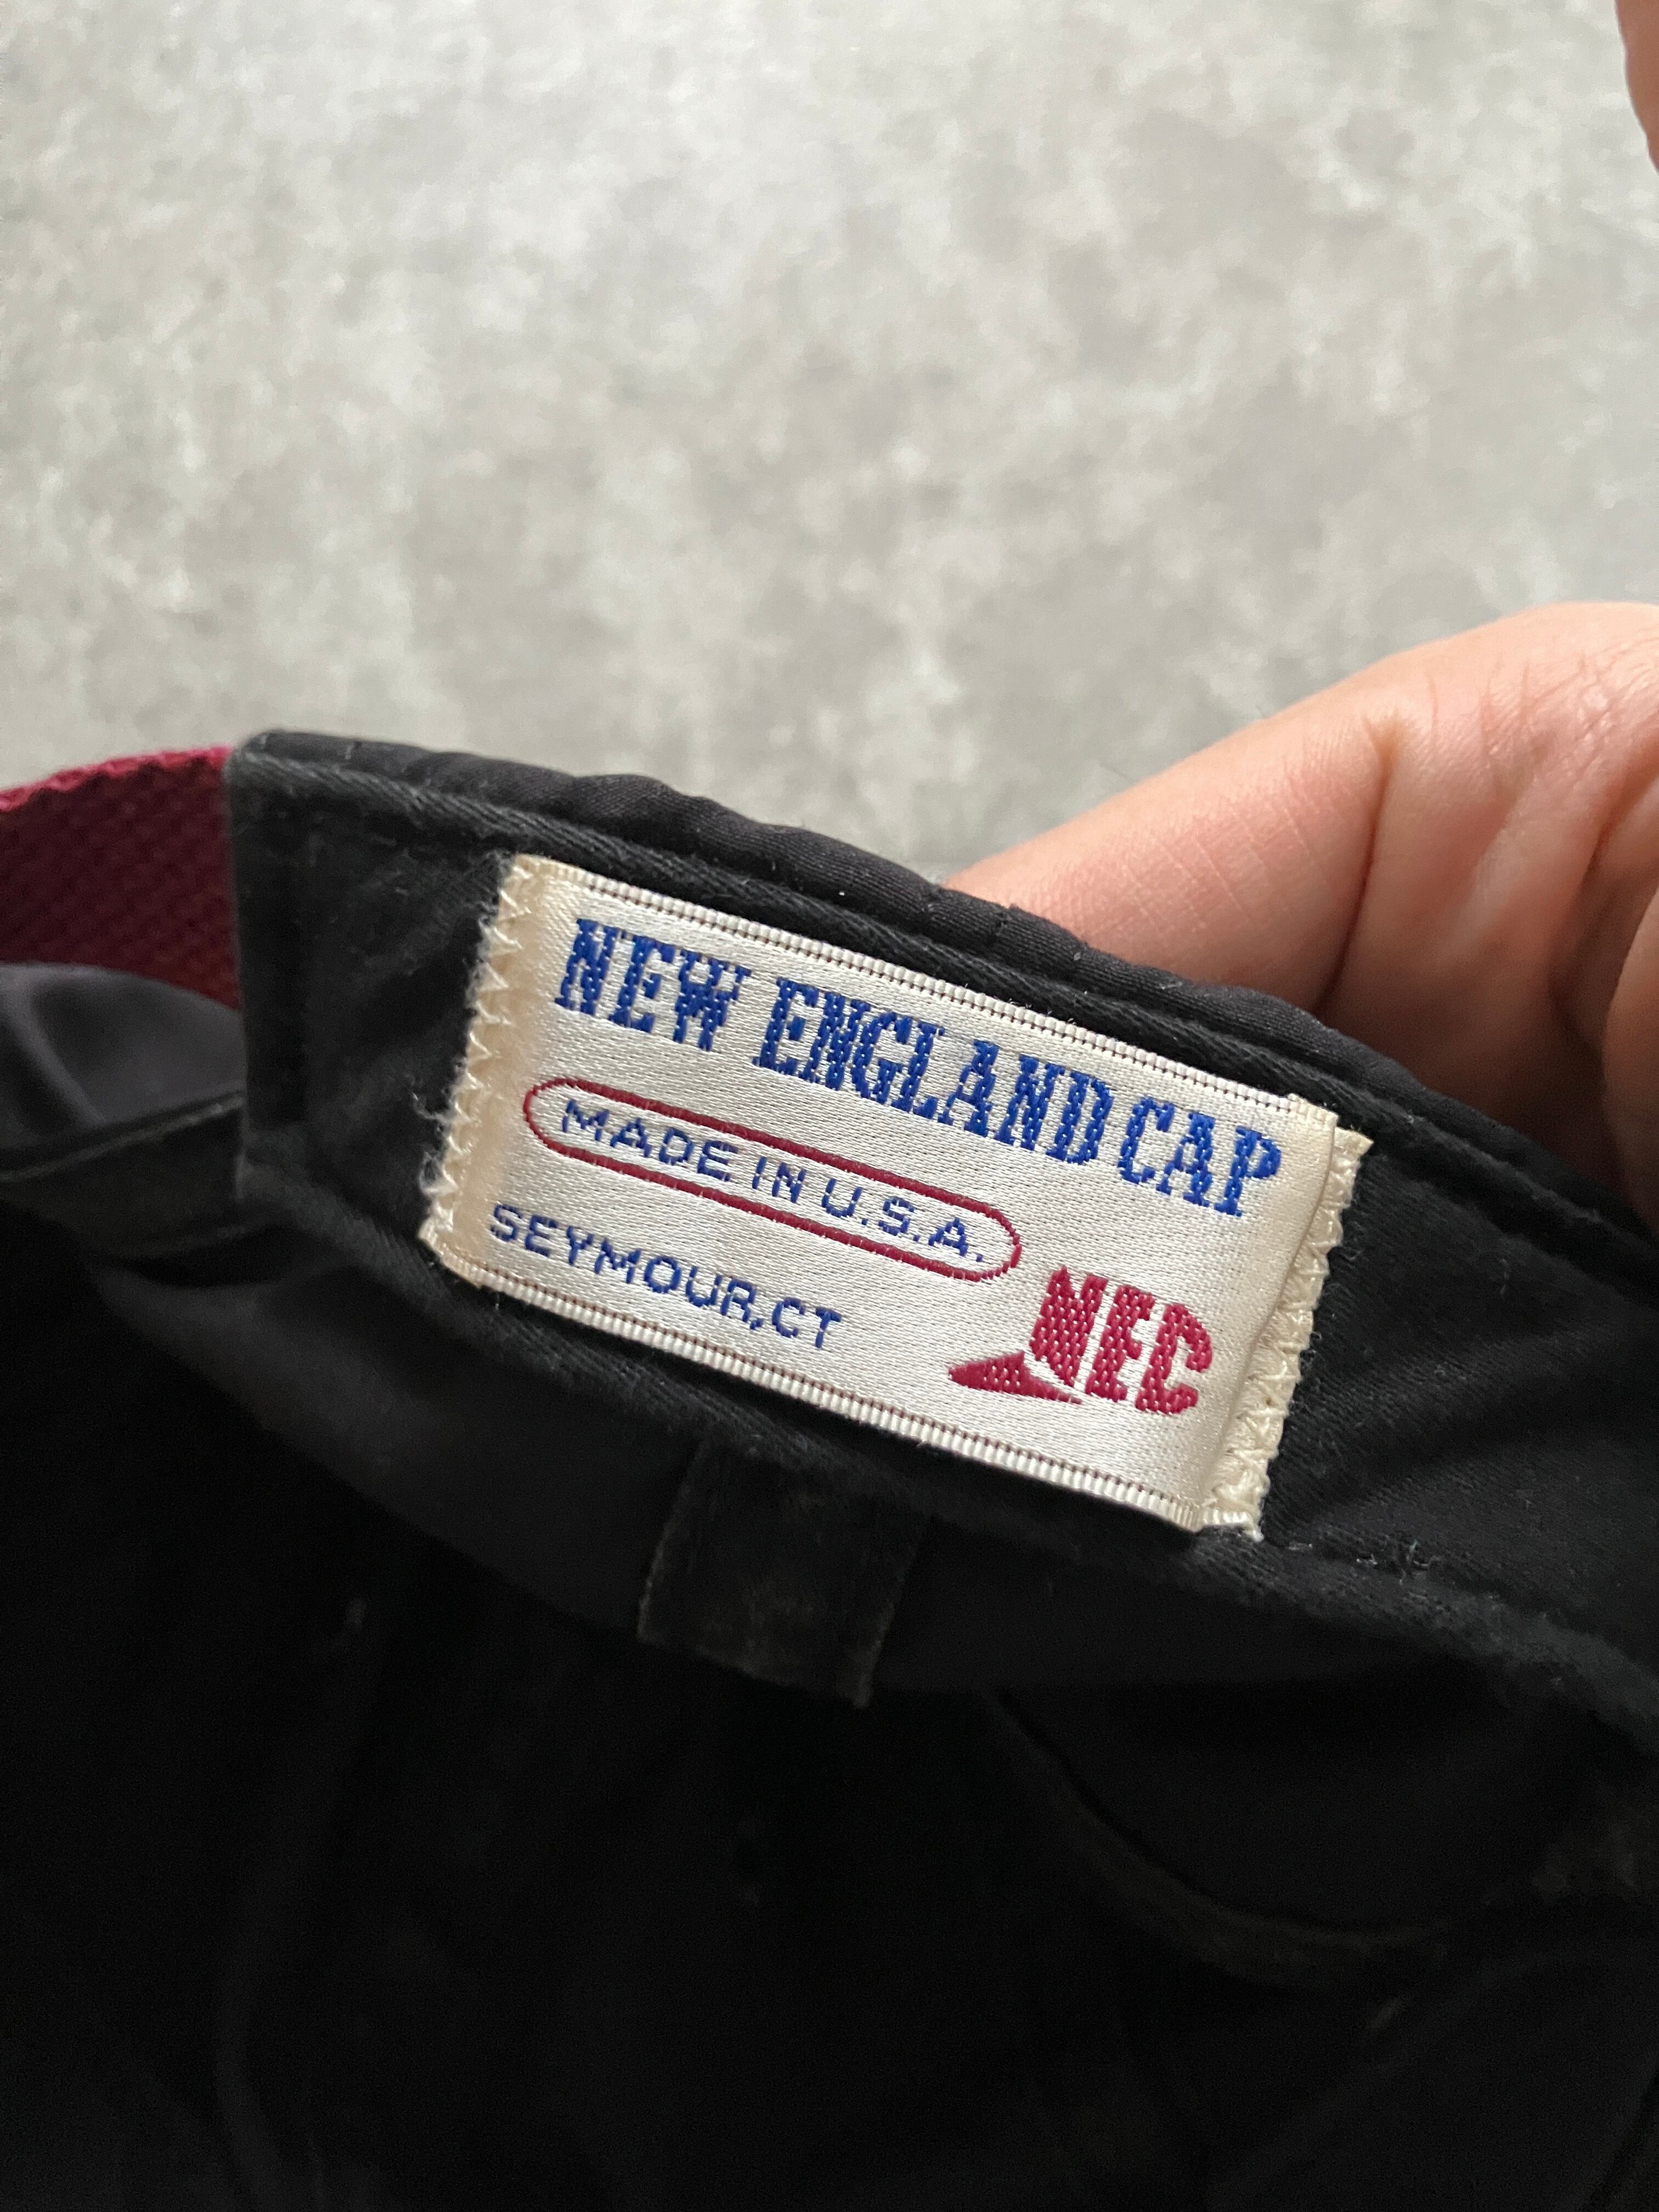 NEW ENGLAND CAP
MADE IN U.S.A.
SEYMOUR,CT
NEC